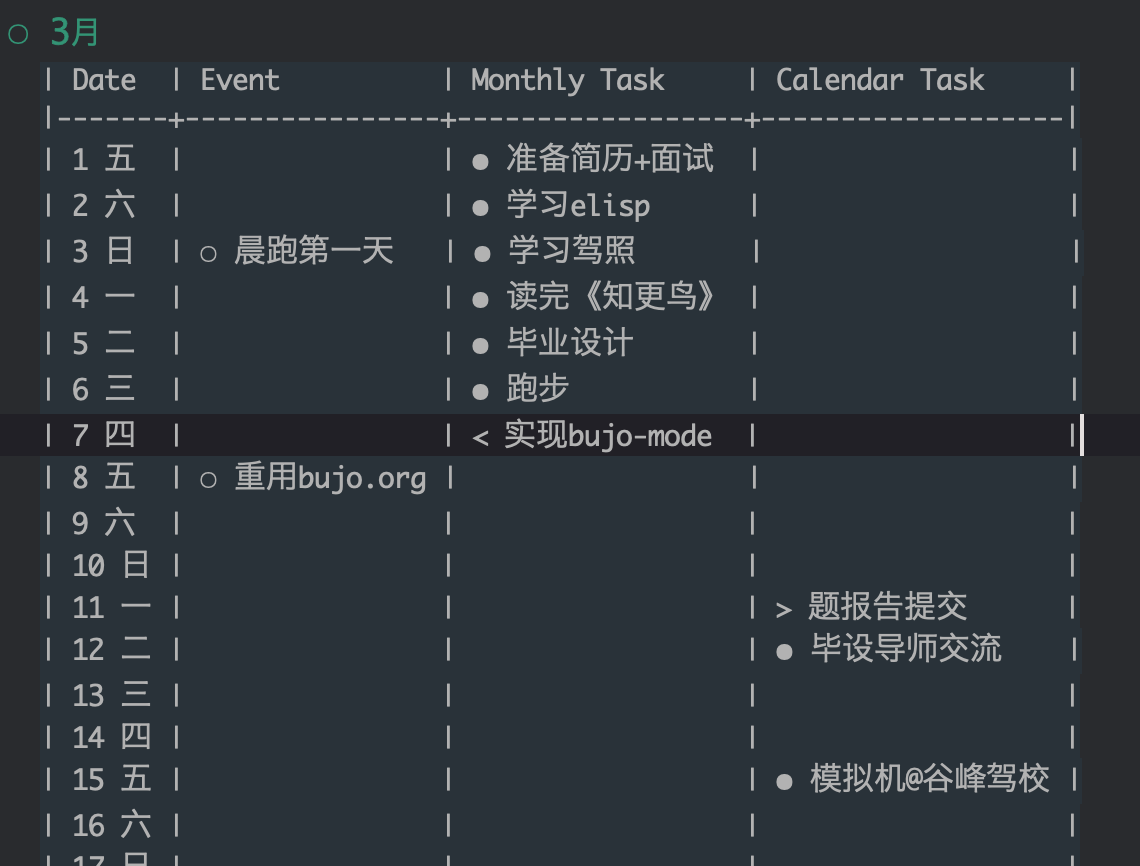 ○ 3月
| Date | Event | Monthly Task | Calendar Task |
|-------+----------------+------------------+-------------------|
| 1 五 | | ● 准备简历+面试 | |
| 2 六 | | ● 学习elisp | |
| 3 日 | ○ 晨跑第一天 | ● 学习驾照 | |
| 4 一 | | ● 读完《知更鸟》 | |
| 5 二 | | ● 毕业设计 | |
| 6 三 | | ● 跑步 | |
| 7 四 | | < 实现bujo-mode | |
| 8 五 | ○ 重用bujo.org | | |
| 9 六 | | | |
| 10 日 | | | |
| 11 一 | | | > 题报告提交 |
| 12 二 | | | ● 毕设导师交流 |
| 13 三 | | | |
| 14 四 | | | |
| 15 五 | | | ● 模拟机@谷峰驾校 |
| 16 六 | | | |
| 17 日 | | | |